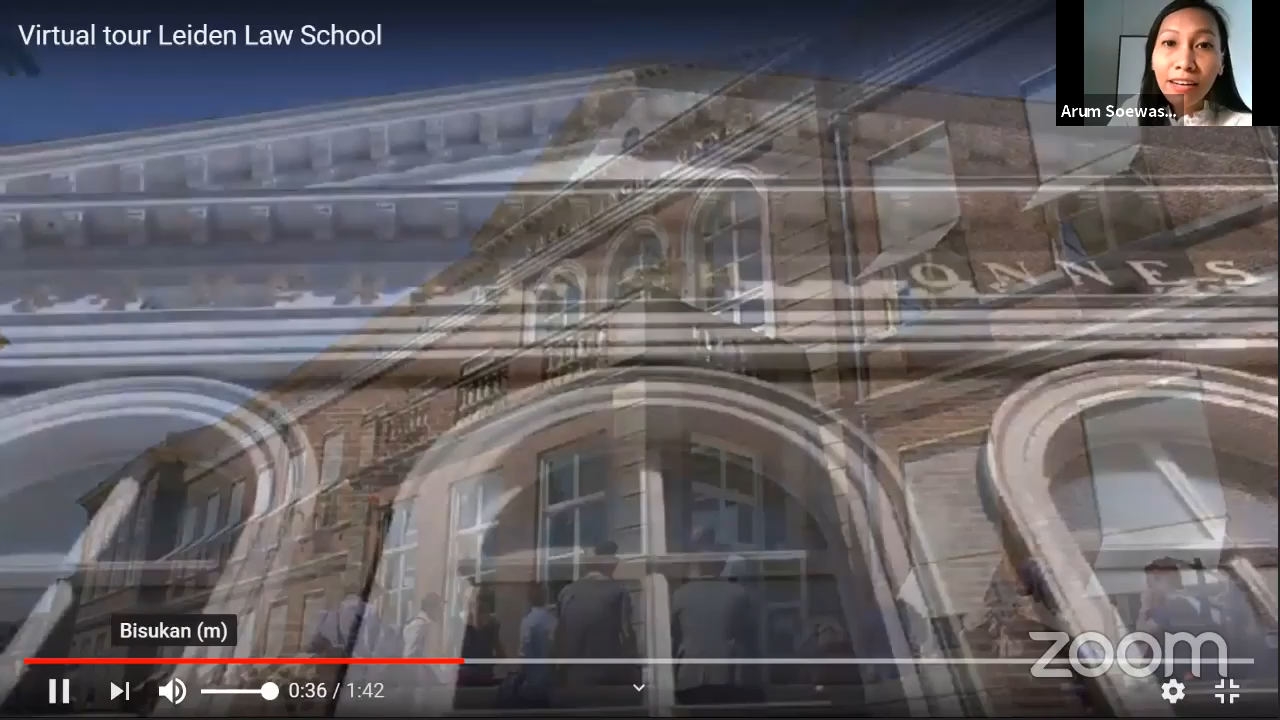 Virtual tour Leiden Law School
Arum Soewas...
ONNES
Bisukan (m)
0:36 / 1:42
zoom